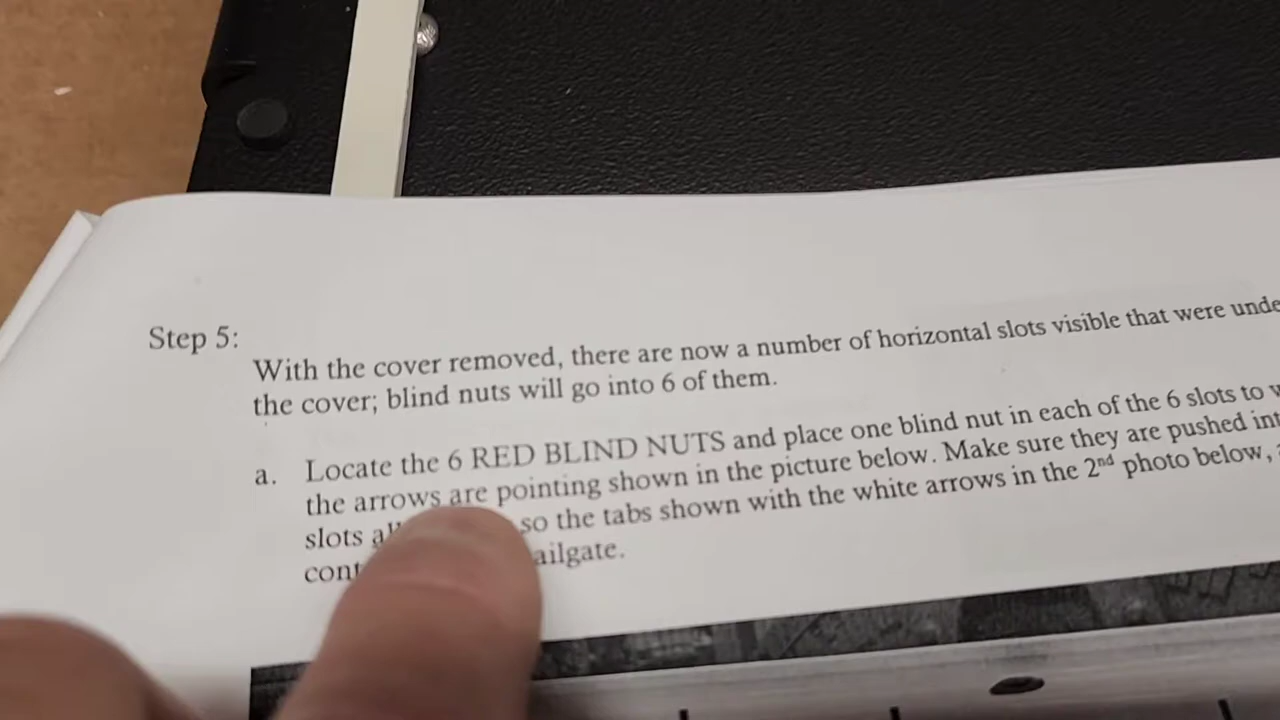 Step 5:
With the cover removed, there are now a number of horizontal slots visible that were unde
the cover; blind nuts will go into 6 of them.
a. Locate the 6 RED BLIND NUTS and place one blind nut in each of the 6 slots to
the arrows are pointing shown in the picture below. Make sure they are pushed int
slots so the tabs shown with the white arrows in the 2nd photo below,
cont ailgate.